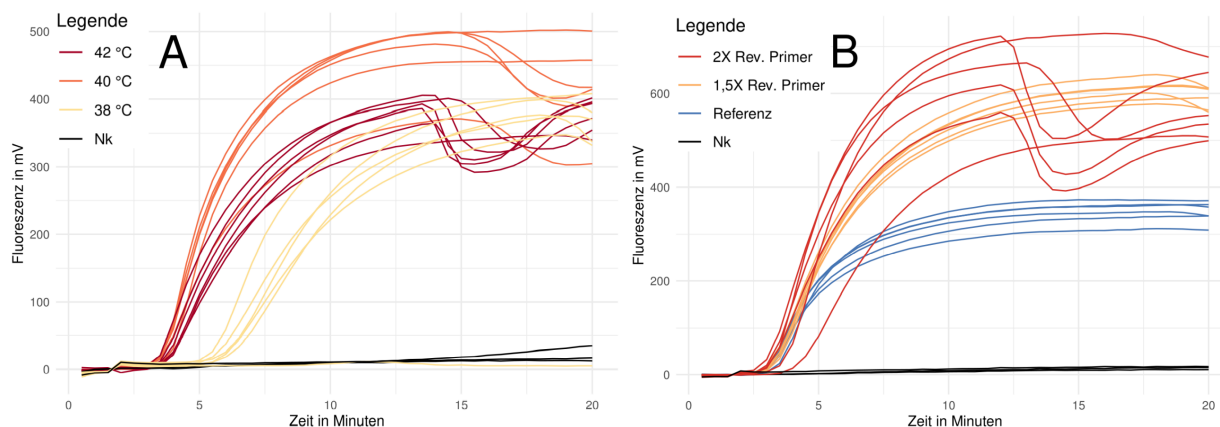 Legende
42 °C
40 °C
38 °C
Nk
A
Fluoreszenz in mV
500
400
300
200
100
0
0 5 10 15 20
Zeit in Minuten
Legende
2X Rev. Primer
1,5X Rev. Primer
Referenz
Nk
B
Fluoreszenz in mV
600
400
200
0
0 5 10 15 20
Zeit in Minuten